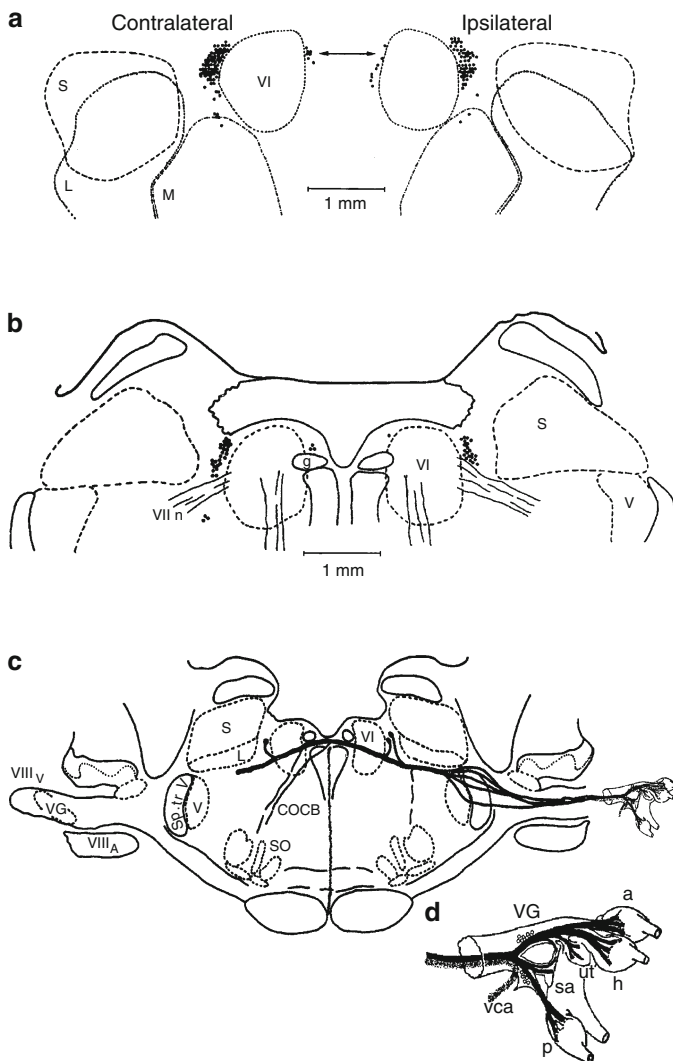 a
Contralateral
Ipsilateral
S
VI
L
M
1 mm
b
S
g
VI
VII n
V
1 mm
c
S
VI
L
VIII V
Sp. tr V
V
VG
COCB
VIII A
SO
d
VG
a
ut
h
sa
vca
p